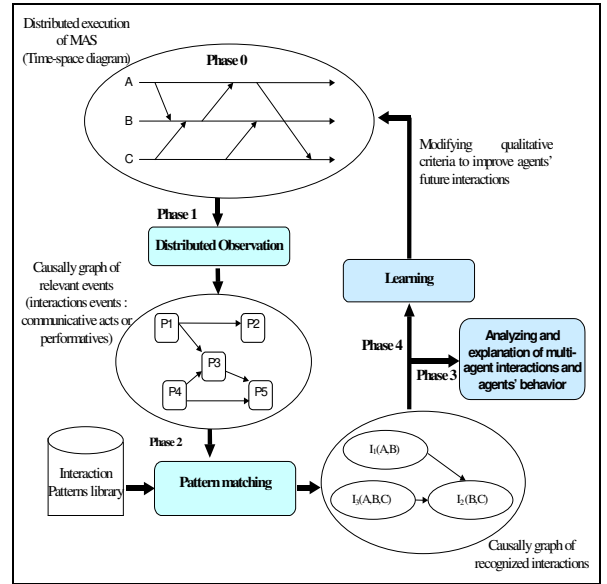 Distributed execution
of MAS
(Time-space diagram)
Phase 0
A
B
C
Modifying qualitative
criteria to improve agents'
future interactions
Phase 1
Distributed Observation
Learning
Causally graph of
relevant events
(interactions events :
communicative acts or
performatives)
P1
P2
P3
P4
P5
Phase 4
Phase 3
Analyzing and
explanation of multi-
agent interactions and
agents' behavior
Phase 2
Interaction
Patterns library
Pattern matching
I1(A,B)
I3(A,B,C)
I2(B,C)
Causally graph of
recognized interactions